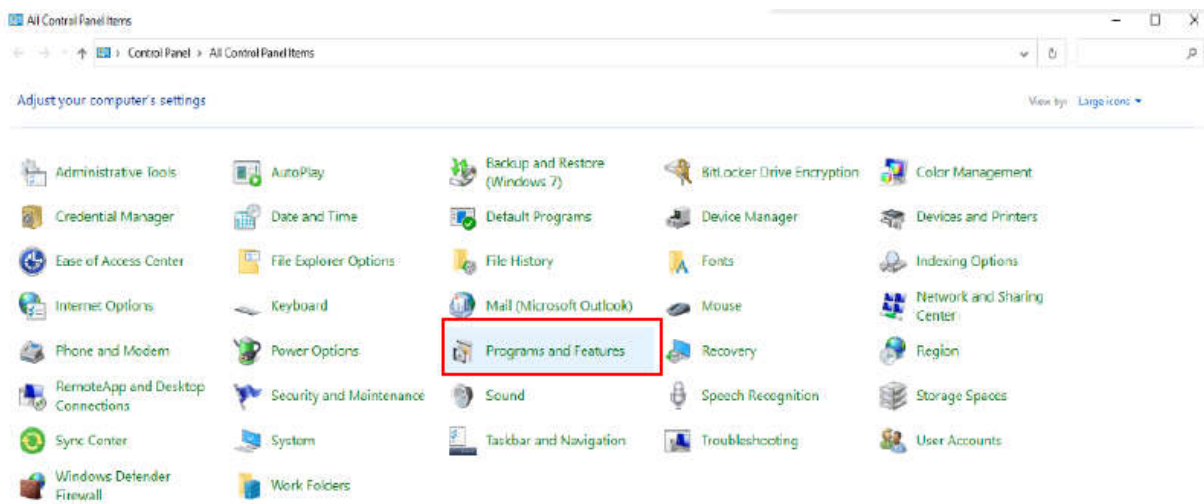 All Control Panel Items
Control Panel > All Control Panel Items
Adjust your computer's settings
View by: Large icons
Administrative Tools
AutoPlay
Backup and Restore
(Windows 7)
BitLocker Drive Encryption
Color Management
Credential Manager
Date and Time
Default Programs
Device Manager
Devices and Printers
Ease of Access Center
File Explorer Options
File History
Fonts
Indexing Options
Internet Options
Keyboard
Mail (Microsoft Outlook)
Mouse
Network and Sharing
Center
Phone and Modem
Power Options
Programs and Features
Recovery
Region
RemoteApp and Desktop
Connections
Security and Maintenance
Sound
Speech Recognition
Storage Spaces
Sync Center
System
Taskbar and Navigation
Troubleshooting
User Accounts
Windows Defender
Firewall
Work Folders